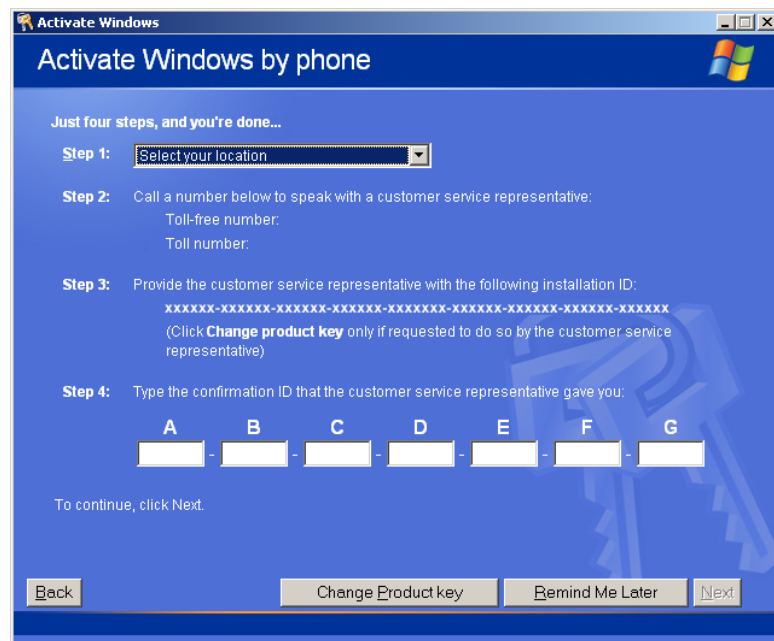 Activate Windows
Activate Windows by phone
Just four steps, and you're done...
Step 1: Select your location
Step 2: Call a number below to speak with a customer service representative:
Toll-free number:
Toll number:
Step 3: Provide the customer service representative with the following installation ID:
xxxxxx-xxxxxx-xxxxxx-xxxxxx-xxxxxxx-xxxxxx-xxxxxx-xxxxxx-xxxxxx
(Click Change product key only if requested to do so by the customer service
representative)
Step 4: Type the confirmation ID that the customer service representative gave you:
A B C D E F G
- - - - - -
To continue, click Next.
Back Change Product key Remind Me Later Next